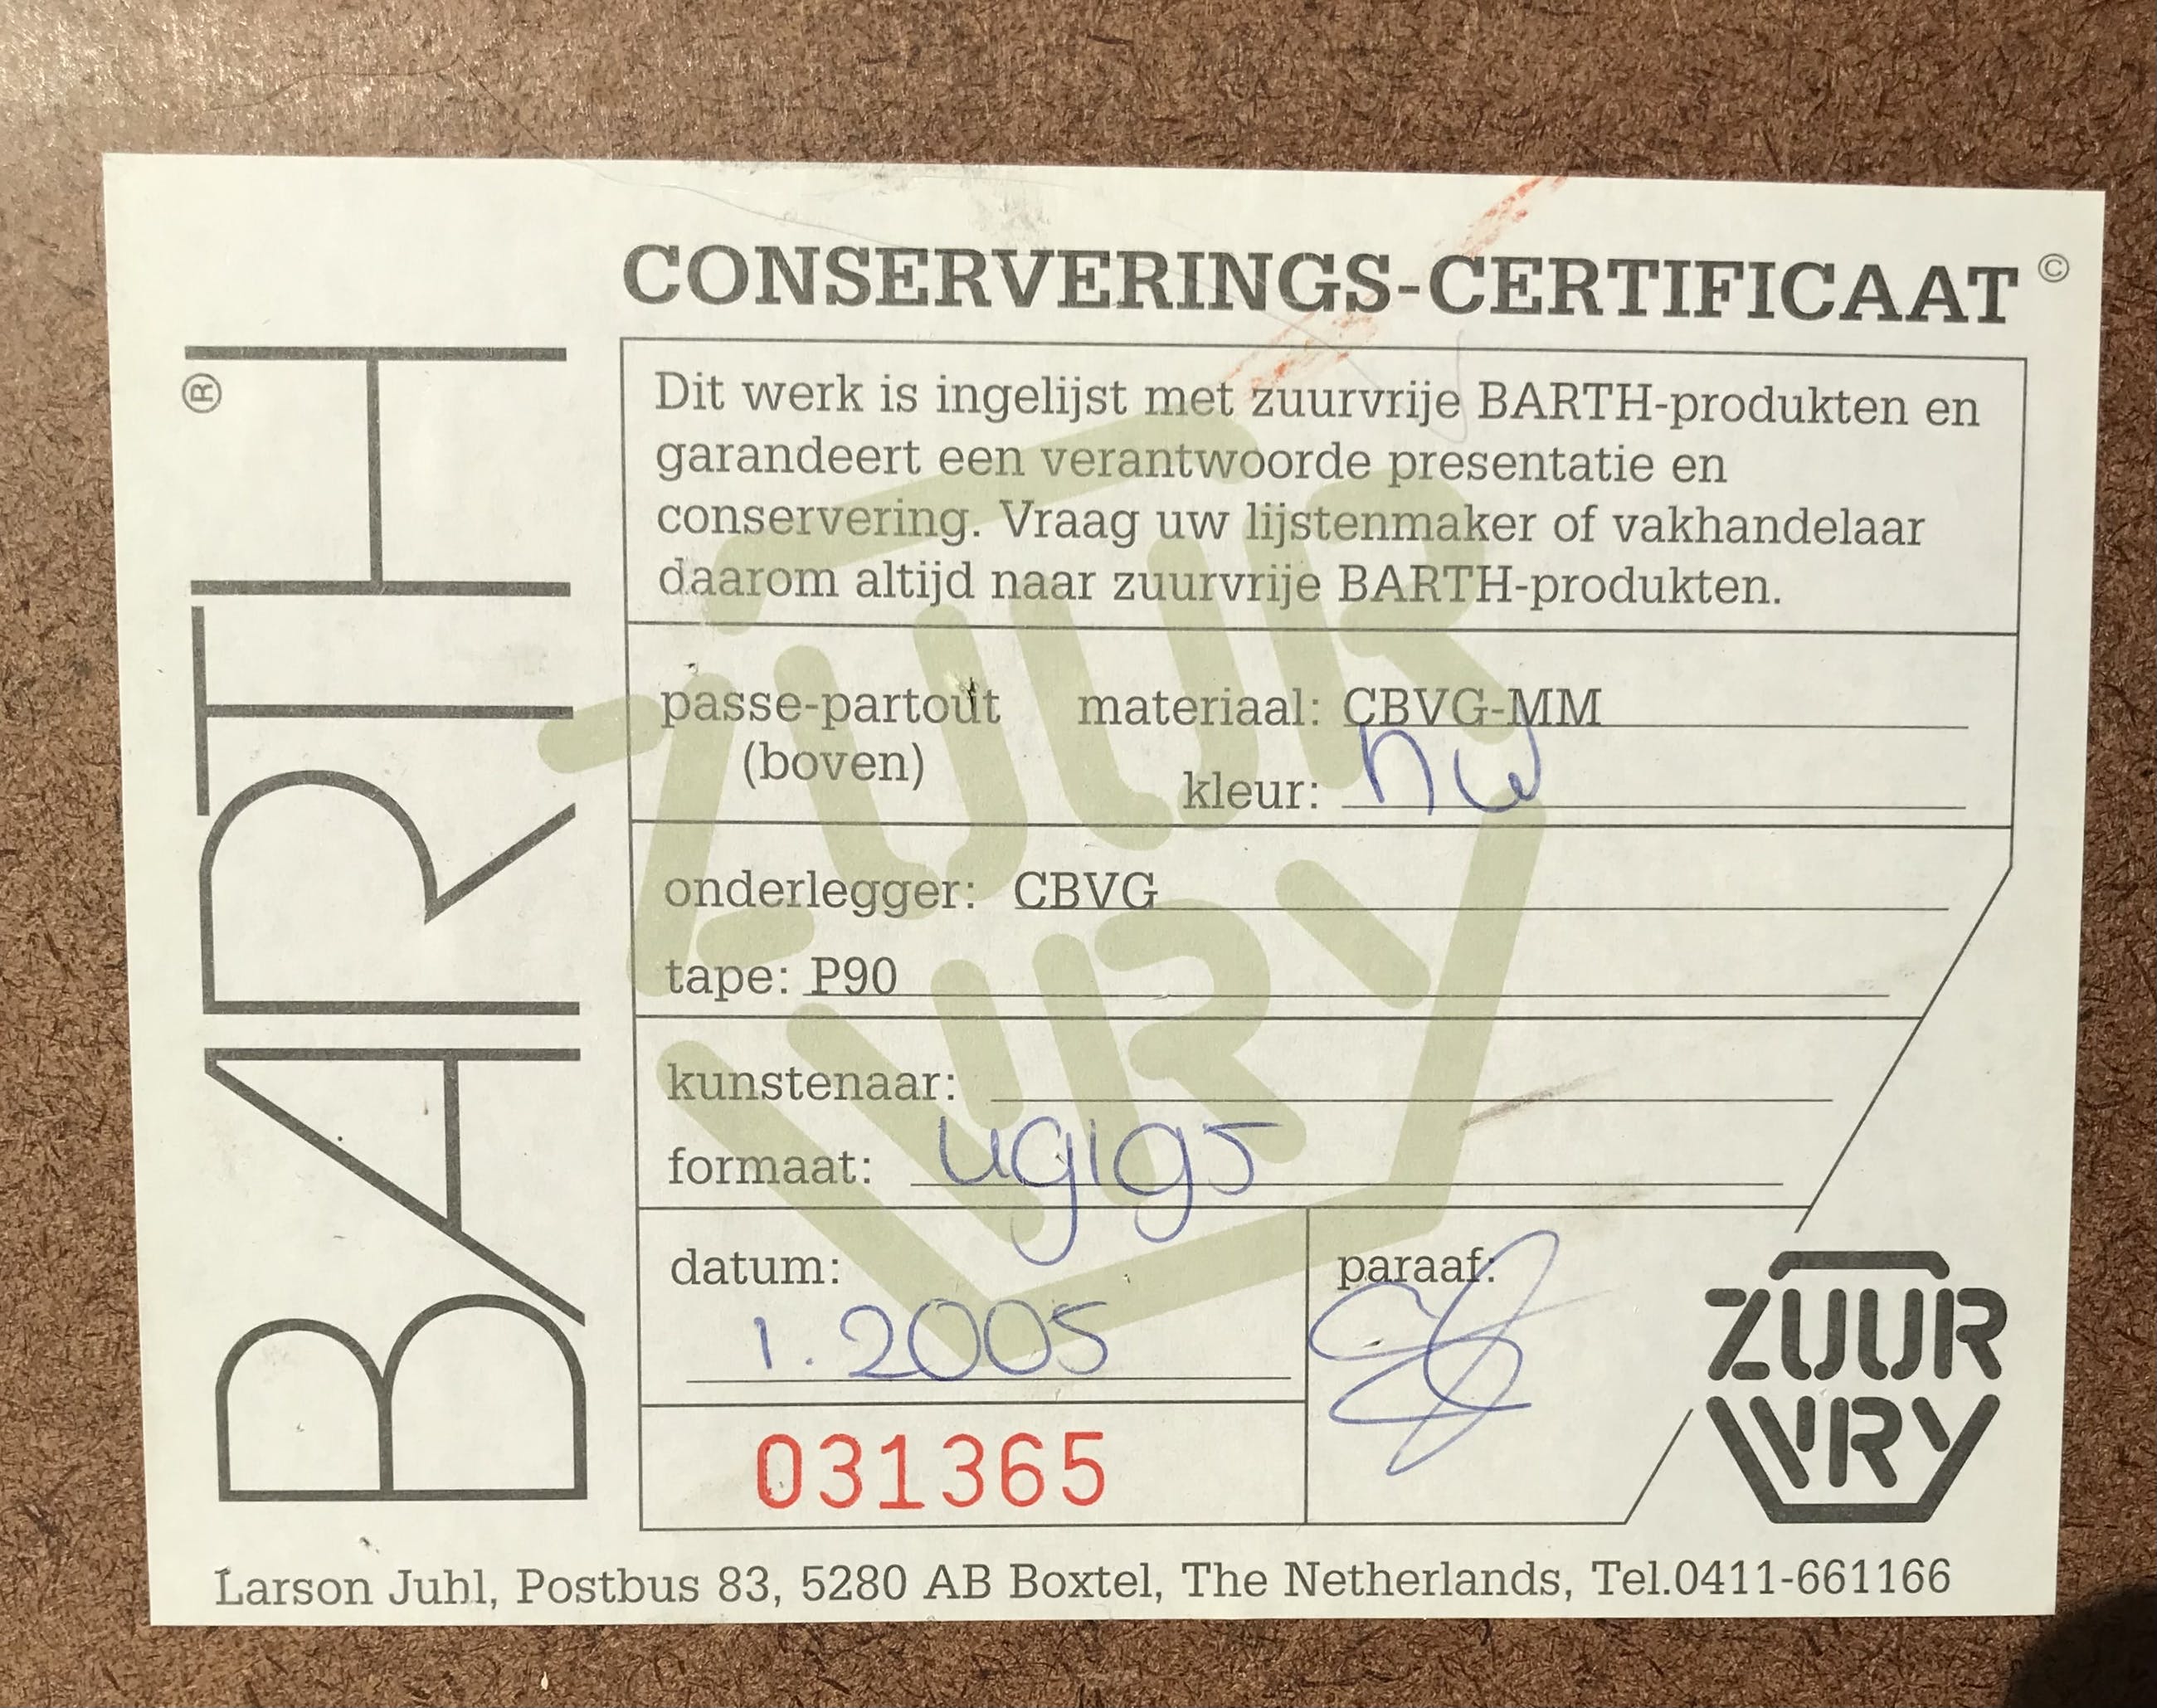 BARTH®
CONSERVERINGS-CERTIFICAAT ©
Dit werk is ingelijst met zuurvrije BARTH-produkten en
garandeert een verantwoorde presentatie en
conservering. Vraag uw lijstenmaker of vakhandelaar
daarom altijd naar zuurvrije BARTH-produkten.
passe-partout materiaal: CBVG-MM
(boven) kleur: nw
onderlegger: CBVG
tape: P90
kunstenaar:
formaat:
datum: paraaf:
1.2005
031365
ZUUR
VRY
ZUUR
VRY
Larson Juhl, Postbus 83, 5280 AB Boxtel, The Netherlands, Tel.0411-661166